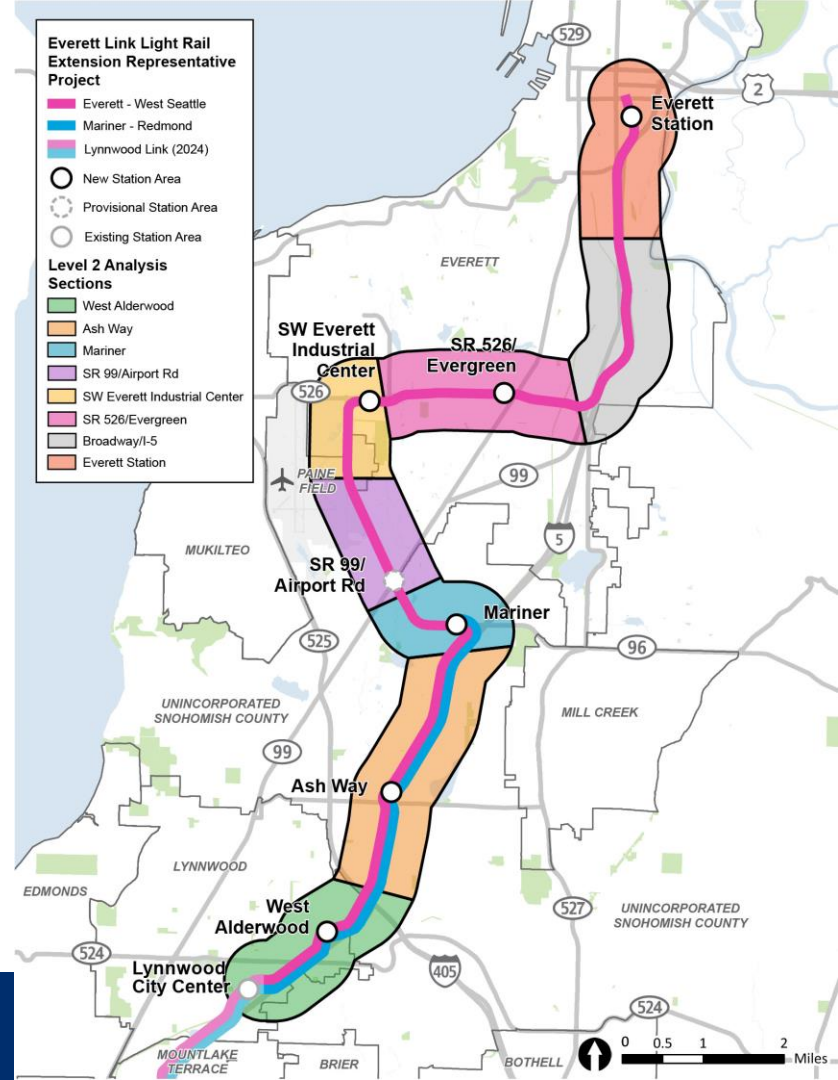 Everett Link Light Rail
Extension Representative
Project
Everett - West Seattle
Mariner - Redmond
Lynnwood Link (2024)
New Station Area
Provisional Station Area
Existing Station Area
Level 2 Analysis
Sections
West Alderwood
Ash Way
Mariner
SR 99/Airport Rd
SW Everett Industrial Center
SR 526/Evergreen
Broadway/I-5
Everett Station
529
2
Everett
Station
EVERETT
SW Everett
Industrial
Center
SR 526/
Evergreen
526
PAINE
FIELD
99
5
MUKILTEO
SR 99/
Airport Rd
Mariner
525
96
UNINCORPORATED
SNOHOMISH COUNTY
MILL CREEK
99
Ash Way
LYNNWOOD
EDMONDS
West
Alderwood
527
UNINCORPORATED
SNOHOMISH COUNTY
524
Lynnwood
City Center
405
524
MOUNTLAKE
TERRACE
BRIER
BOTHELL
0 0.5 1 2
Miles